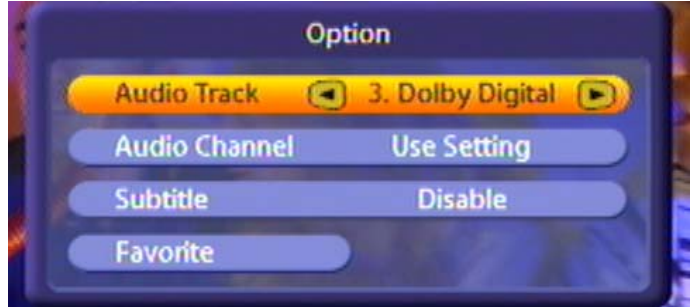 Option
Audio Track 3. Dolby Digital
Audio Channel Use Setting
Subtitle Disable
Favorite